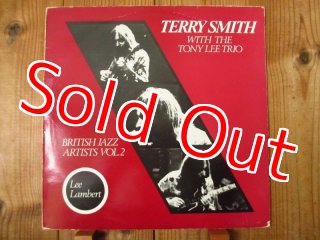 TERRY SMITH
WITH THE
TONY LEE TRIO
Sold Out
BRITISH JAZZ
ARTISTS VOL.2
Lee
Lambert